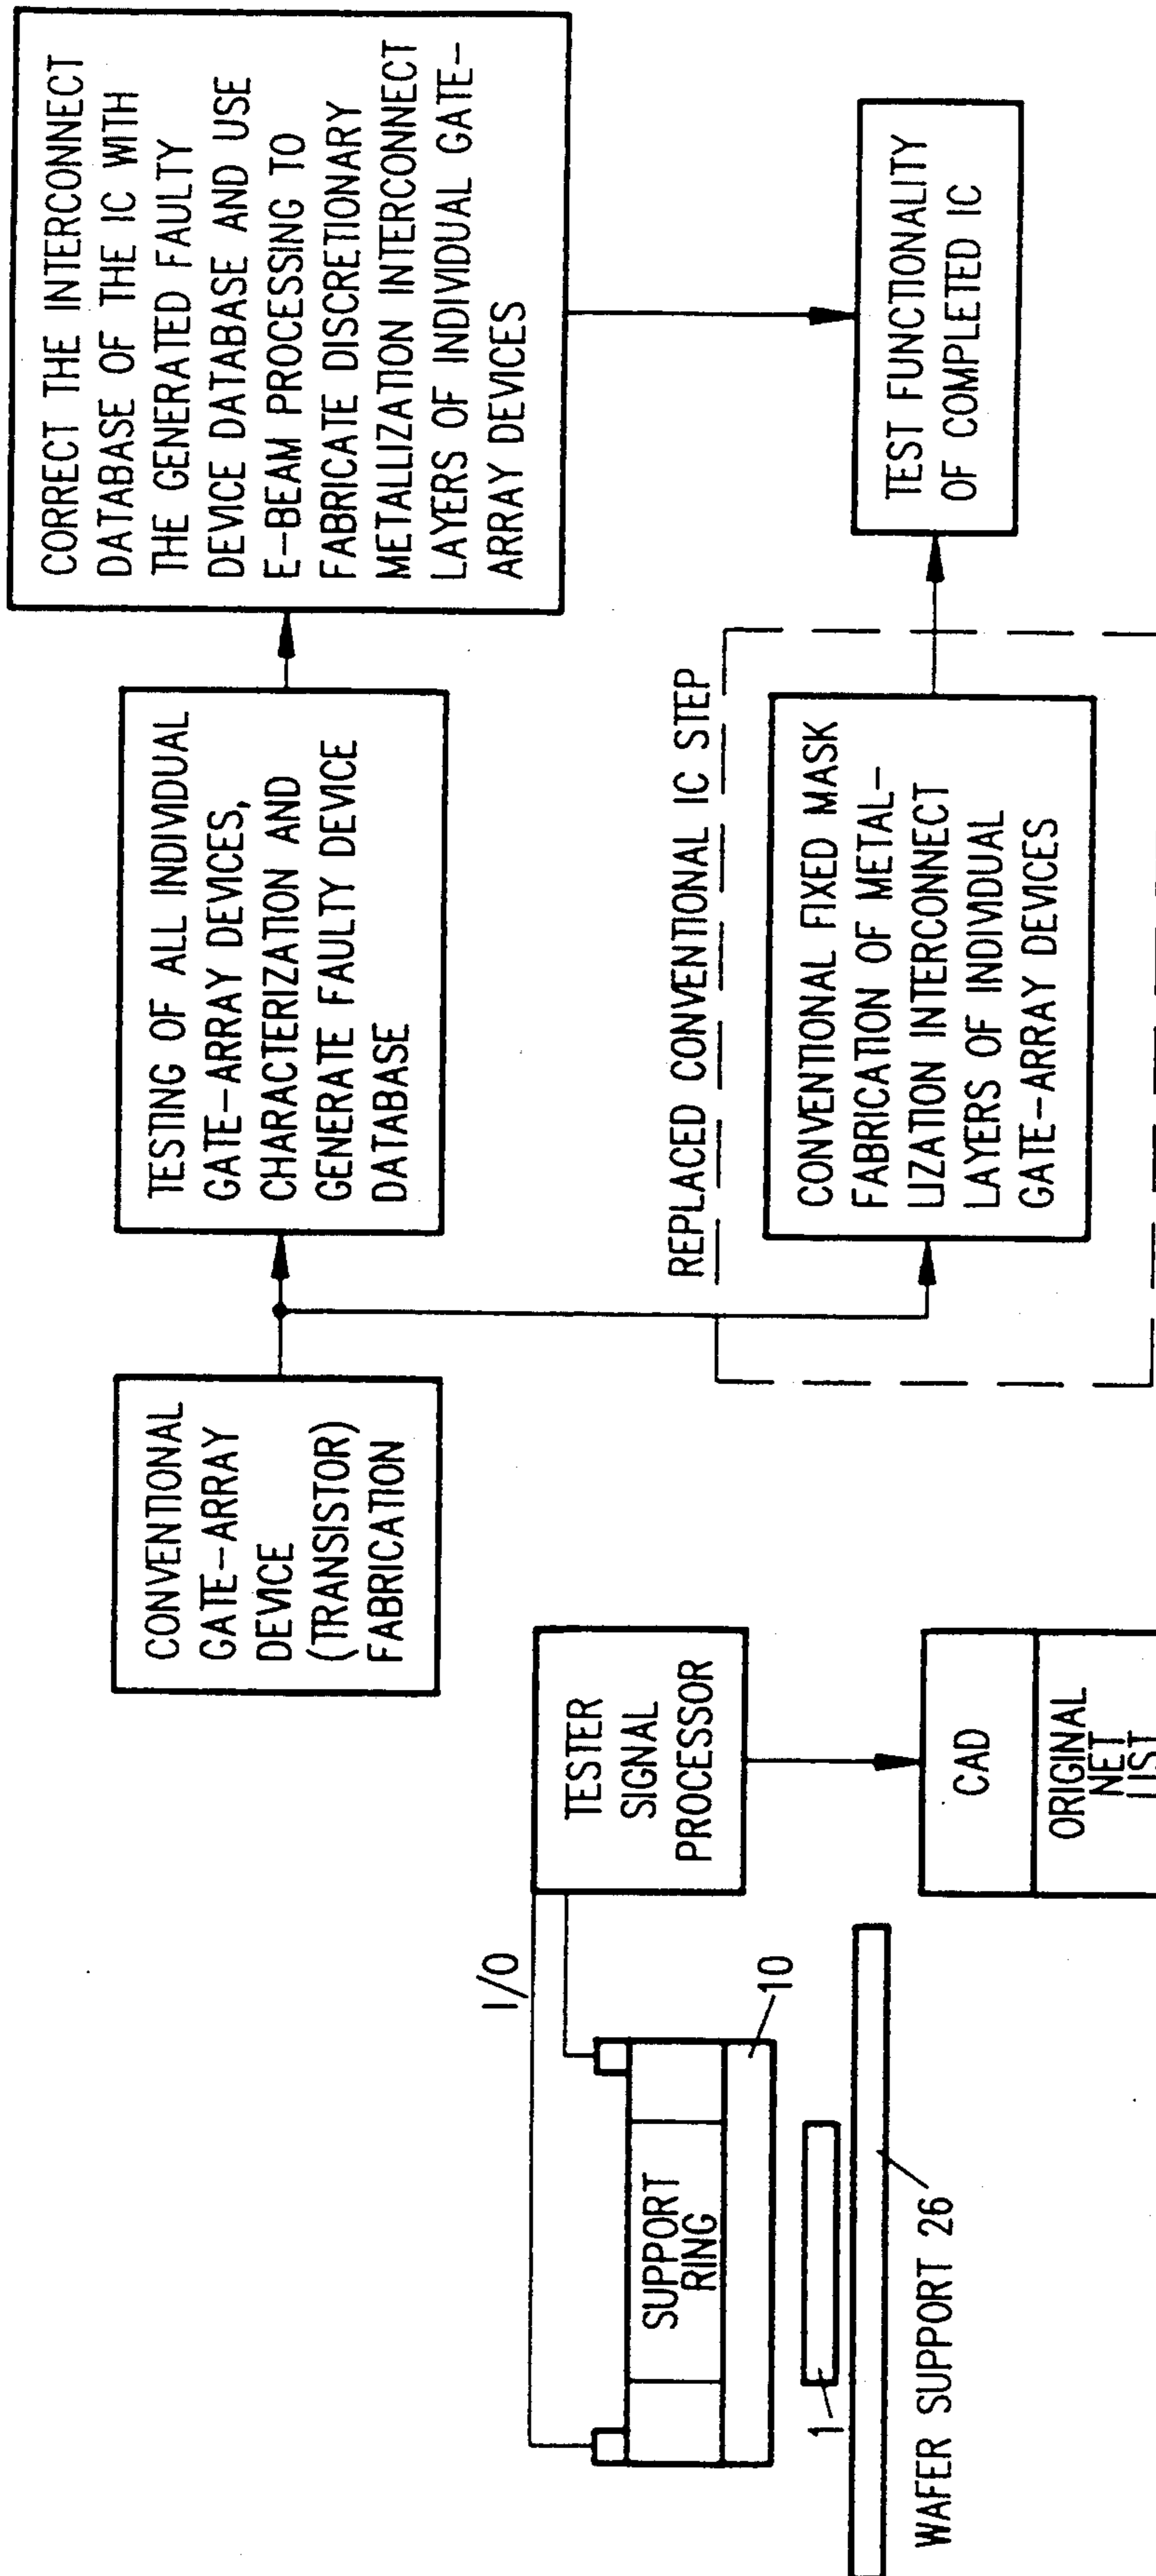 CONVENTIONAL
GATE-ARRAY
DEVICE
(TRANSISTOR)
FABRICATION
TESTING OF ALL INDIVIDUAL
GATE-ARRAY DEVICES,
CHARACTERIZATION AND
GENERATE FAULTY DEVICE
DATABASE
CORRECT THE INTERCONNECT
DATABASE OF THE IC WITH
THE GENERATED FAULTY
DEVICE DATABASE AND USE
E-BEAM PROCESSING TO
FABRICATE DISCRETIONARY
METALLIZATION INTERCONNECT
LAYERS OF INDIVIDUAL GATE-
ARRAY DEVICES
REPLACED CONVENTIONAL IC STEP
CONVENTIONAL FIXED MASK
FABRICATION OF METAL-
LIZATION INTERCONNECT
LAYERS OF INDIVIDUAL
GATE-ARRAY DEVICES
TEST FUNCTIONALITY
OF COMPLETED IC
I/O
SUPPORT
RING
10
1
WAFER SUPPORT 26
TESTER
SIGNAL
PROCESSOR
CAD
ORIGINAL
NET
LIST